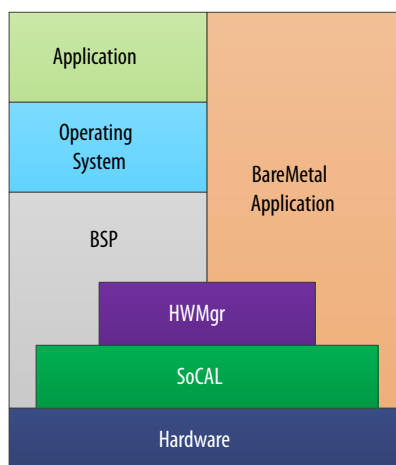 Application
Operating
System
BareMetal
Application
BSP
HWMgr
SoCAL
Hardware